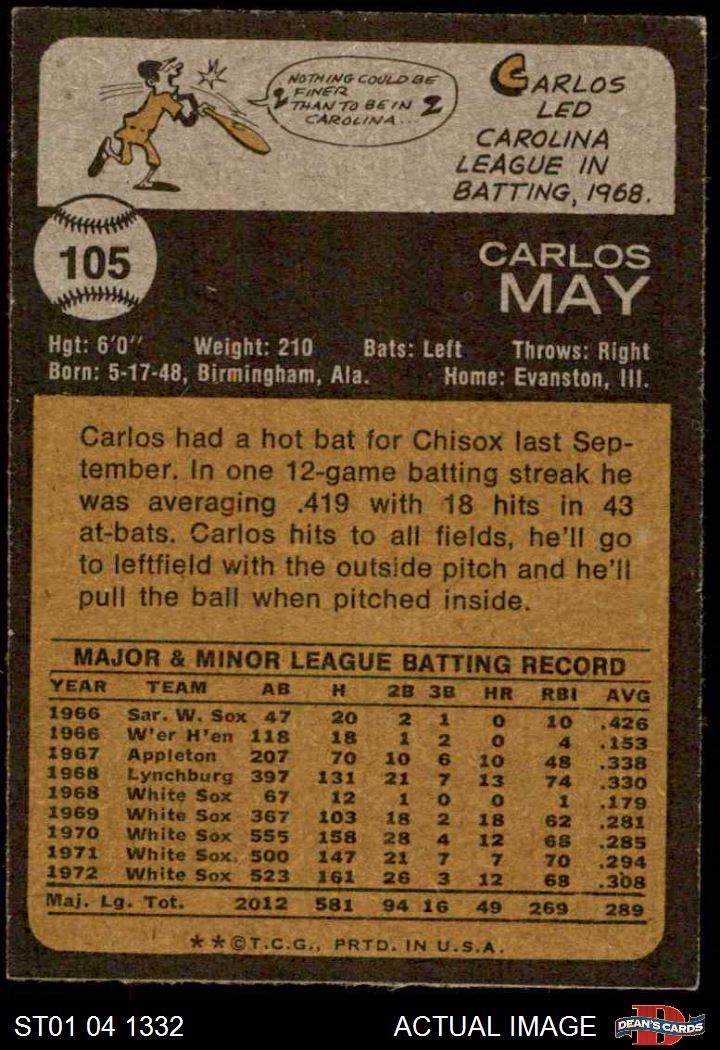 NOTHING COULD BE
FINER
THAN TO BE IN
CAROLINA...
CARLOS
LED
CAROLINA
LEAGUE IN
BATTING, 1968.
105
CARLOS
MAY
Hgt: 6'0" Weight: 210 Bats: Left Throws: Right
Born: 5-17-48, Birmingham, Ala. Home: Evanston, Ill.
Carlos had a hot bat for Chisox last Sep-
tember. In one 12-game batting streak he
was averaging .419 with 18 hits in 43
at-bats. Carlos hits to all fields, he'll go
to leftfield with the outside pitch and he'll
pull the ball when pitched inside.
MAJOR & MINOR LEAGUE BATTING RECORD
YEAR TEAM AB H 2B 3B HR RBI AVG
1966 Sar. W. Sox 47 20 2 1 0 10 .426
1966 W'er H'en 118 18 1 2 0 4 .153
1967 Appleton 207 70 10 6 10 48 .338
1968 Lynchburg 397 131 21 7 13 74 .330
1968 White Sox 67 12 1 0 0 1 .179
1969 White Sox 367 103 18 2 18 62 .281
1970 White Sox 555 158 28 4 12 68 .285
1971 White Sox. 500 147 21 7 7 70 .294
1972 White Sox 523 161 26 3 12 68 .308
Maj. Lg. Tot. 2012 581 94 16 49 269 289
**©T.C.G., PRTD. IN U.S.A.
ST01 04 1332 ACTUAL IMAGE
D
DEAN'S CARDS